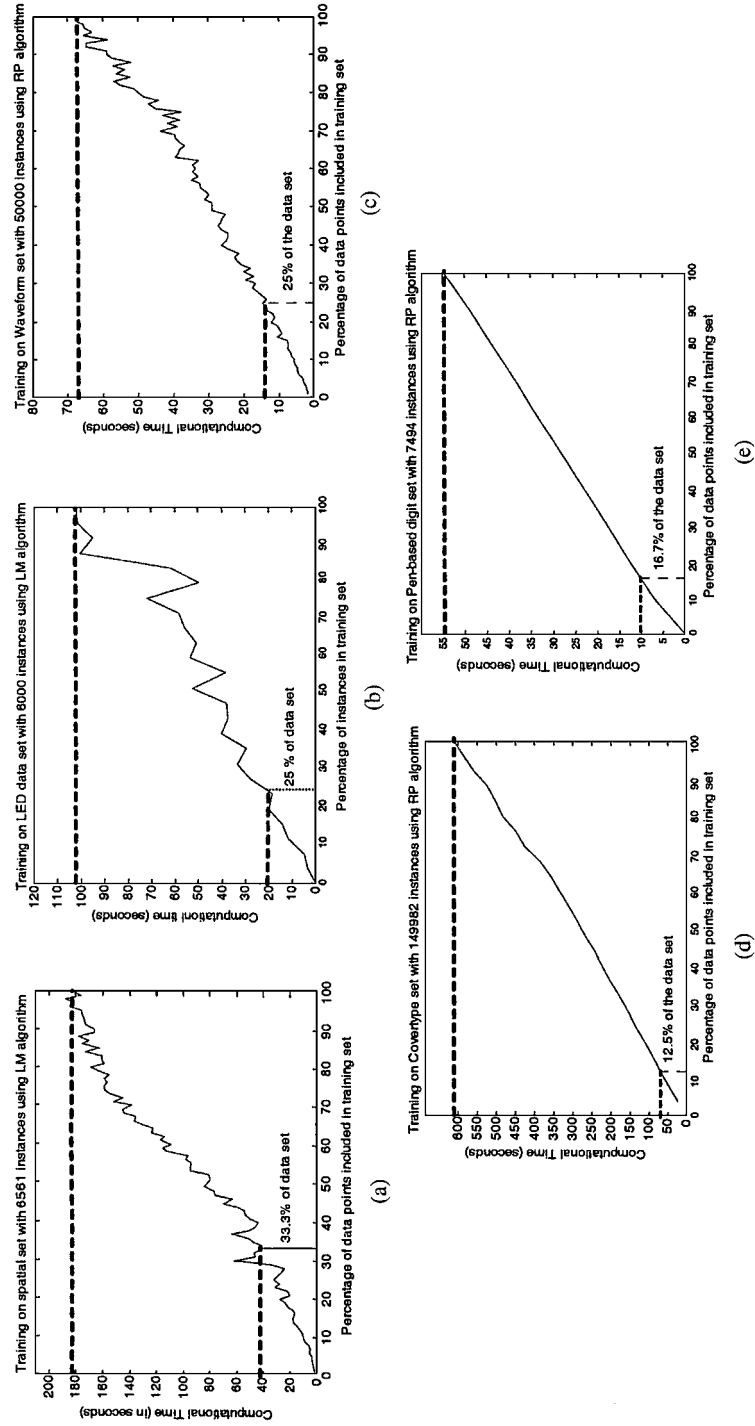 Training on spatial set with 6561 instances using LM algorithm
Computational Time (in seconds)
200
180
160
140
120
100
80
60
40
20
0
33.3% of data set
10 20 30 40 50 60 70 80 90 100
Percentage of data points included in training set
(a)
Training on LED data set with 6000 instances using LM algorithm
Computationl time (seconds)
120
110
100
90
80
70
60
50
40
30
20
10
0
25 % of data set
10 20 30 40 50 60 70 80 90 100
Percentage of instances in training set
(b)
Training on Waveform set with 50000 instances using RP algorithm
Computational Time (seconds)
80
70
60
50
40
30
20
10
0
25% of the data set
0 10 20 30 40 50 60 70 80 90 100
Percentage of data points included in training set
(c)
Training on Covertype set with 149982 instances using RP algorithm
Computational Time (seconds)
600
550
500
450
400
350
300
250
200
150
100
50
0
12.5% of the data set
0 10 20 30 40 50 60 70 80 90 100
Percentage of data points included in training set
(d)
Training on Pen-based digit set with 7494 instances using RP algorithm
Computational Time (seconds)
55
50
45
40
35
30
25
20
15
10
5
0
16.7% of the data set
0 10 20 30 40 50 60 70 80 90 100
Percentage of data points included in training set
(e)